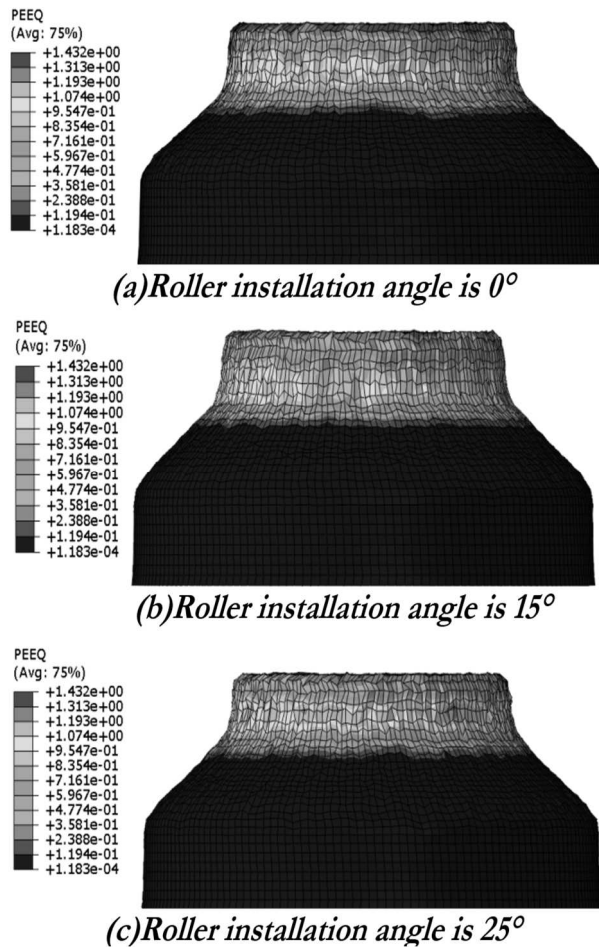 PEEQ
(Avg: 75%)
+1.432e+00
+1.313e+00
+1.193e+00
+1.074e+00
+9.547e-01
+8.354e-01
+7.161e-01
+5.967e-01
+4.774e-01
+3.581e-01
+2.388e-01
+1.194e-01
+1.183e-04
(a)Roller installation angle is 0°
PEEQ
(Avg: 75%)
+1.432e+00
+1.313e+00
+1.193e+00
+1.074e+00
+9.547e-01
+8.354e-01
+7.161e-01
+5.967e-01
+4.774e-01
+3.581e-01
+2.388e-01
+1.194e-01
+1.183e-04
(b)Roller installation angle is 15°
PEEQ
(Avg: 75%)
+1.432e+00
+1.313e+00
+1.193e+00
+1.074e+00
+9.547e-01
+8.354e-01
+7.161e-01
+5.967e-01
+4.774e-01
+3.581e-01
+2.388e-01
+1.194e-01
+1.183e-04
(c)Roller installation angle is 25°